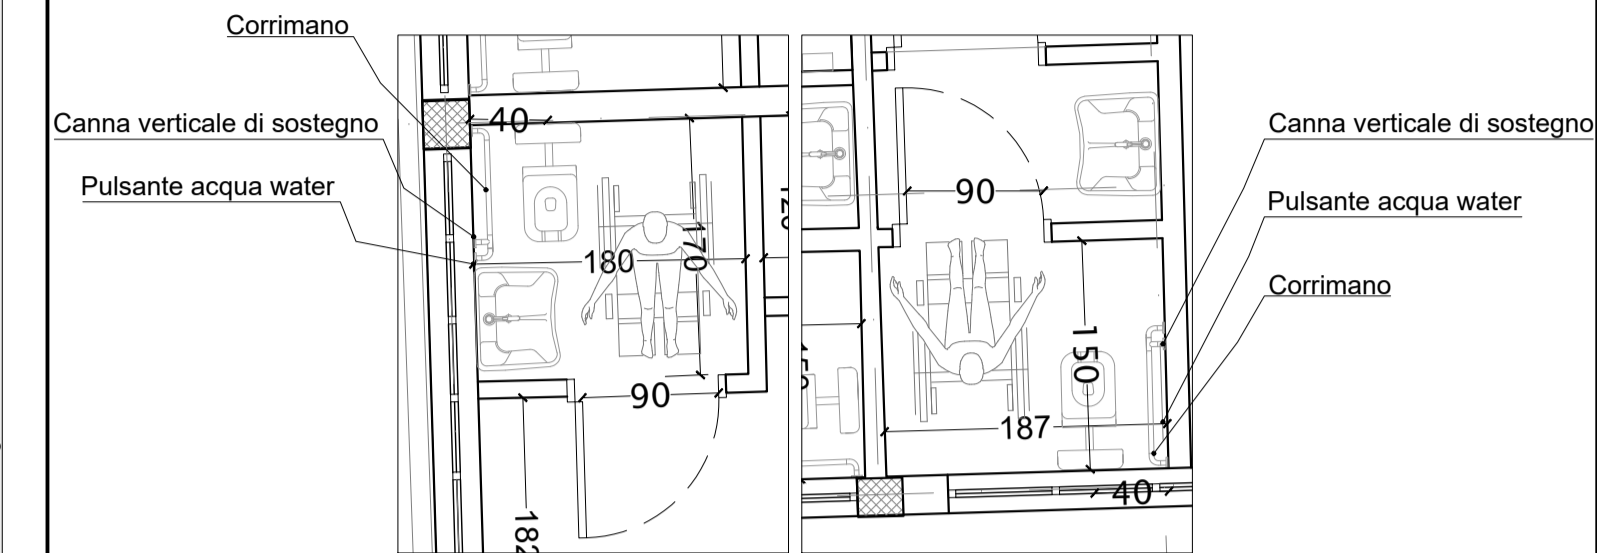 Corrimano
Canna verticale di sostegno
Pulsante acqua water
40
180
170
90
182
90
150
187
40
Canna verticale di sostegno
Pulsante acqua water
Corrimano